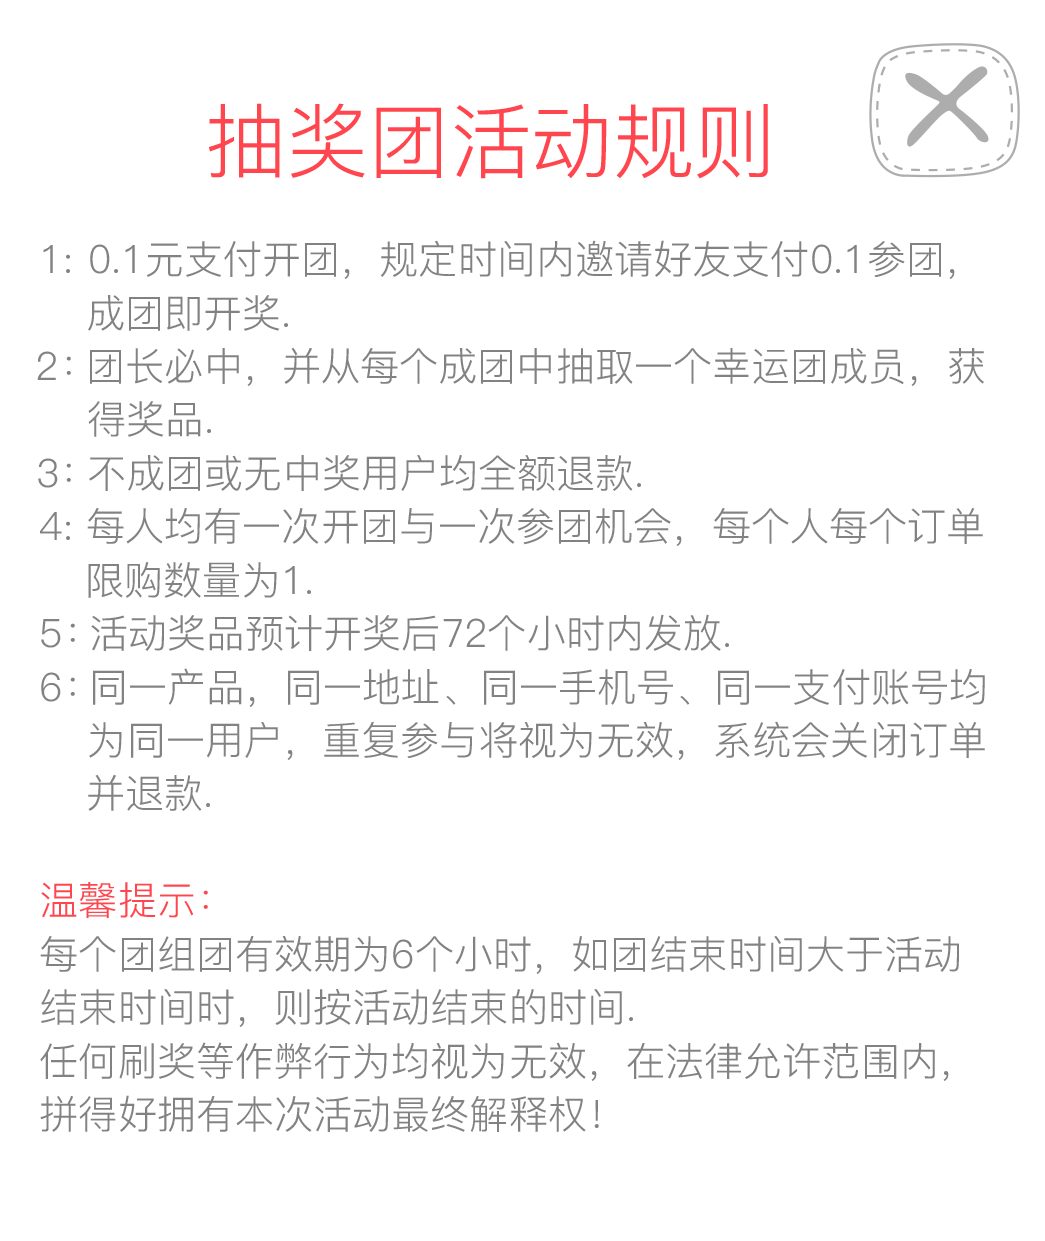 抽奖团活动规则
1: 0.1元支付开团，规定时间内邀请好友支付0.1参团，
成团即开奖.
2: 团长必中，并从每个成团中抽取一个幸运团成员，获
得奖品.
3: 不成团或无中奖用户均全额退款.
4: 每人均有一次开团与一次参团机会，每个人每个订单
限购数量为1.
5: 活动奖品预计开奖后72个小时内发放.
6: 同一产品，同一地址、同一手机号、同一支付账号均
为同一用户，重复参与将视为无效，系统会关闭订单
并退款.
温馨提示：
每个团组团有效期为6个小时，如团结束时间大于活动
结束时间时，则按活动结束的时间.
任何刷奖等作弊行为均视为无效，在法律允许范围内，
拼得好拥有本次活动最终解释权！